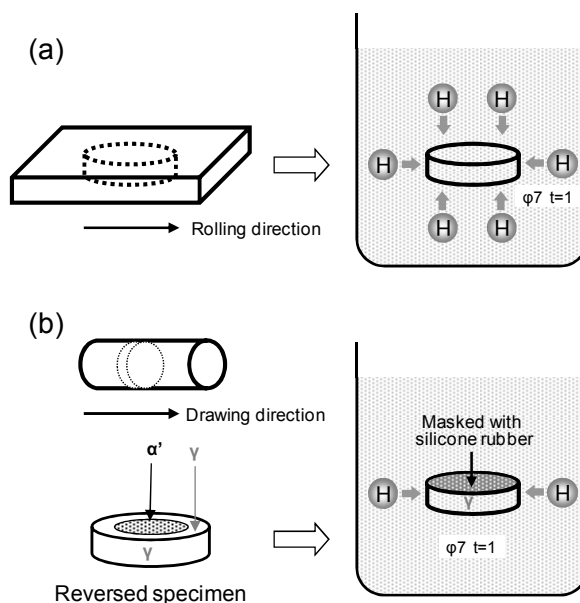 (a)
H H
H H
φ7 t=1
H H
Rolling direction
(b)
Drawing direction
α’ γ
Masked with
silicone rubber
H H
γ
γ
φ7 t=1
Reversed specimen